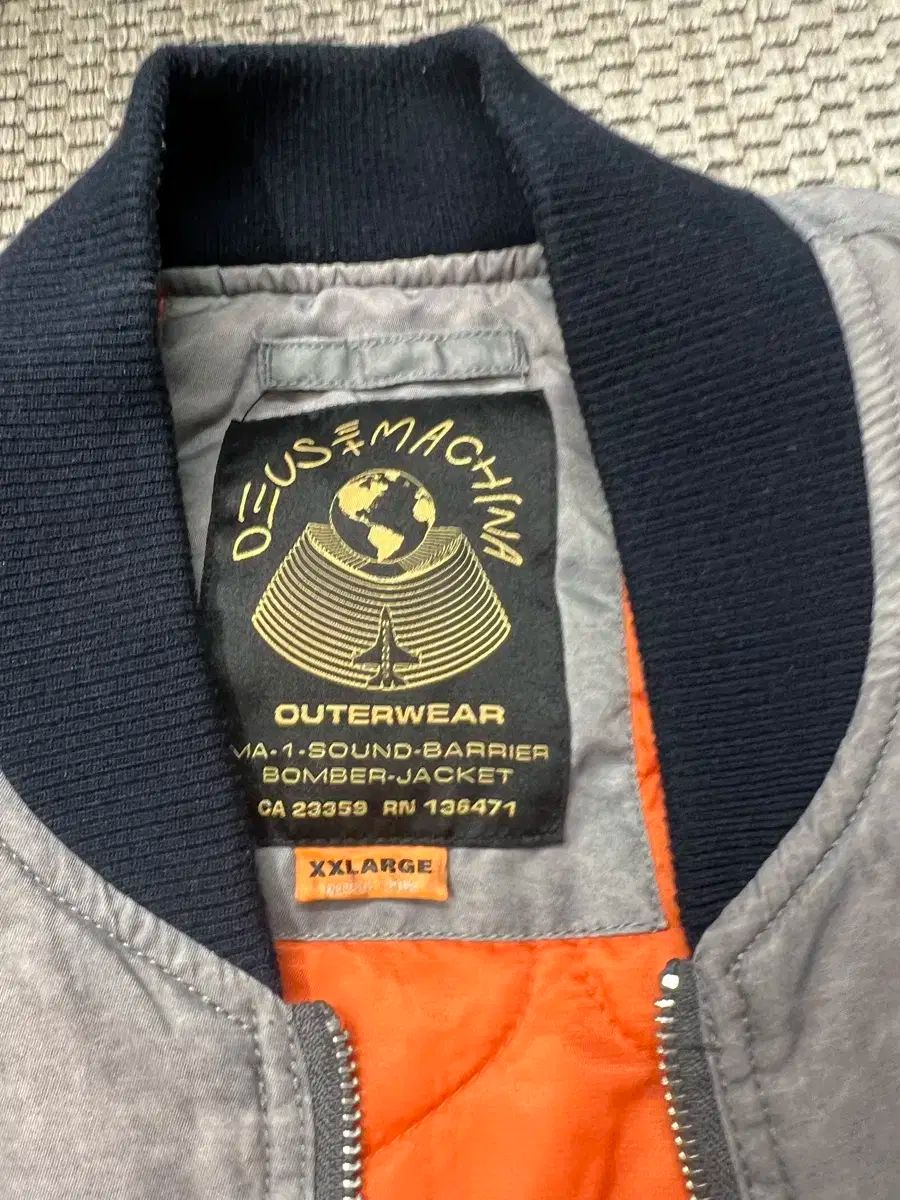 DEUS EX MACHINA
OUTERWEAR
MA-1-SOUND-BARRIER
BOMBER-JACKET
CA 23359 RN 136471
XXLARGE